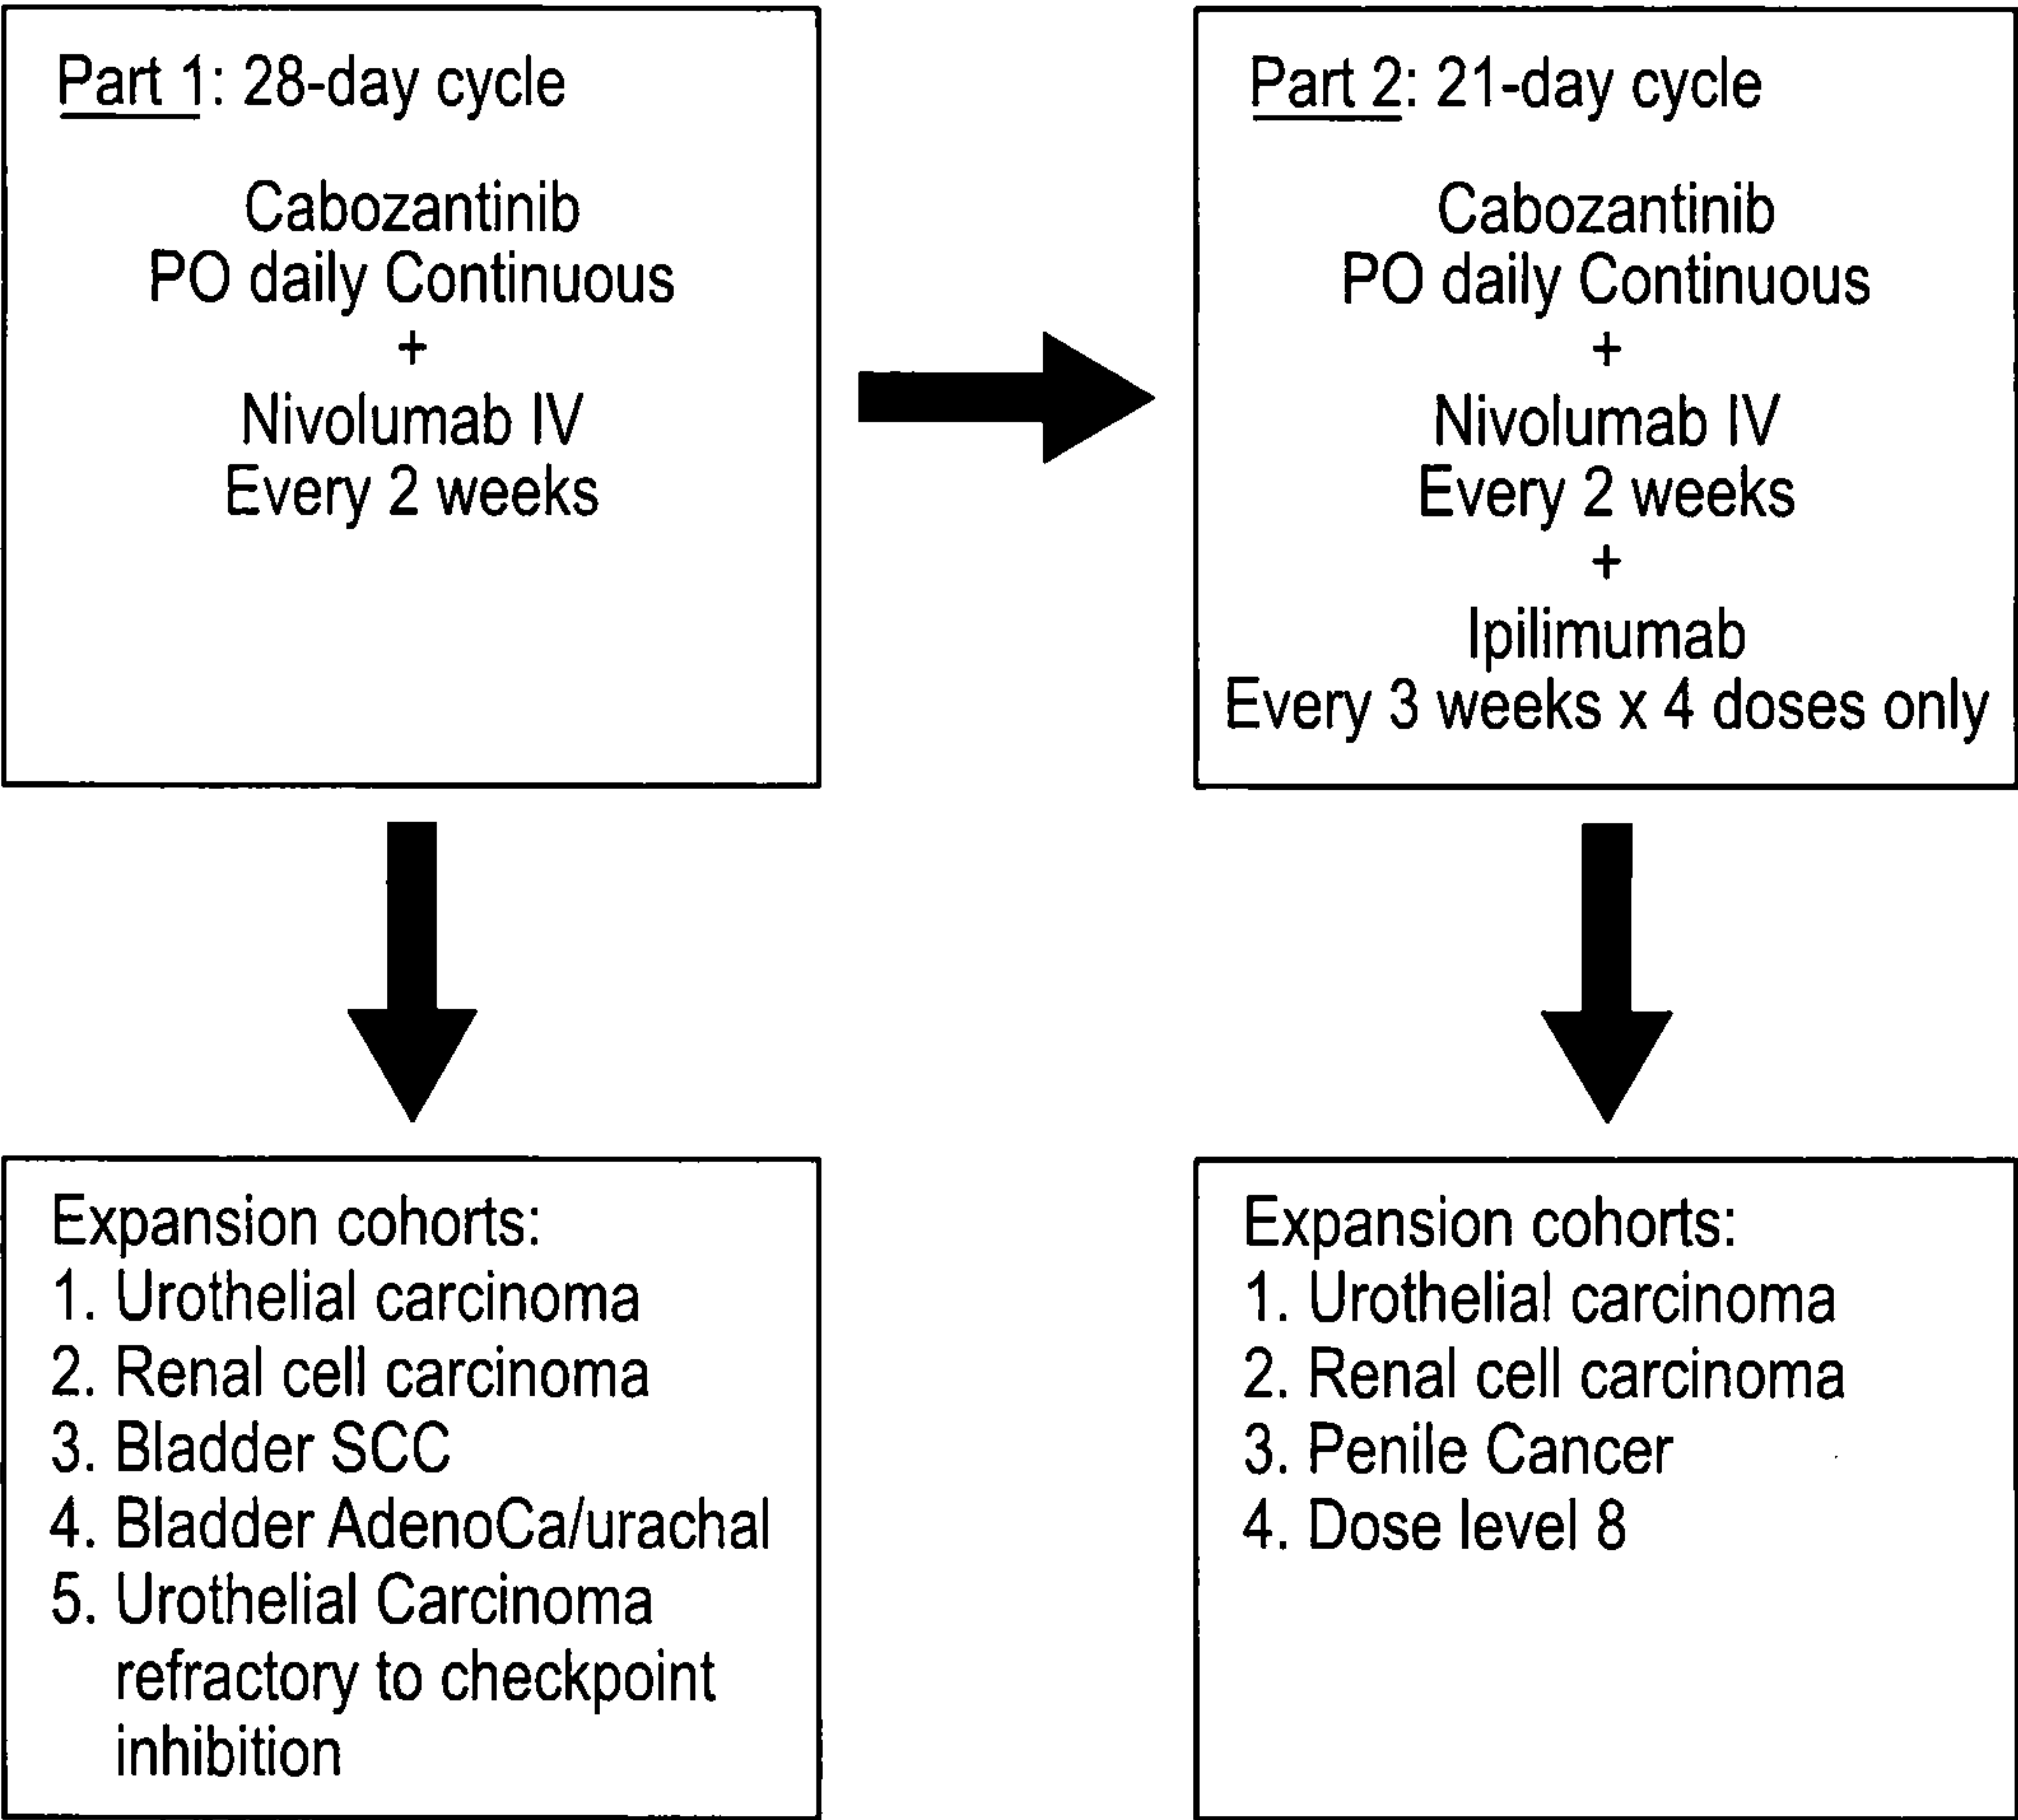 Part 1: 28-day cycle
Cabozantinib
PO daily Continuous
+
Nivolumab IV
Every 2 weeks
Part 2: 21-day cycle
Cabozantinib
PO daily Continuous
+
Nivolumab IV
Every 2 weeks
+
Ipilimumab
Every 3 weeks x 4 doses only
Expansion cohorts:
1. Urothelial carcinoma
2. Renal cell carcinoma
3. Bladder SCC
4. Bladder AdenoCa/urachal
5. Urothelial Carcinoma
refractory to checkpoint
inhibition
Expansion cohorts:
1. Urothelial carcinoma
2. Renal cell carcinoma
3. Penile Cancer
4. Dose level 8